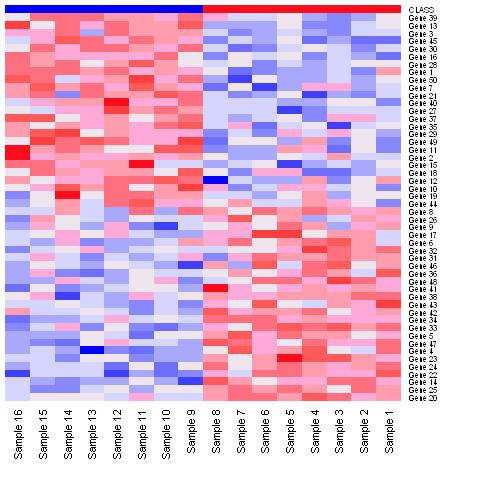 CLASS
Gene 39
Gene 13
Gene 3
Gene 45
Gene 30
Gene 16
Gene 28
Gene 1
Gene 50
Gene 7
Gene 21
Gene 40
Gene 27
Gene 37
Gene 35
Gene 29
Gene 49
Gene 11
Gene 2
Gene 15
Gene 18
Gene 12
Gene 10
Gene 19
Gene 44
Gene 8
Gene 26
Gene 9
Gene 17
Gene 6
Gene 32
Gene 31
Gene 46
Gene 36
Gene 48
Gene 41
Gene 38
Gene 43
Gene 42
Gene 34
Gene 33
Gene 5
Gene 47
Gene 4
Gene 23
Gene 24
Gene 22
Gene 14
Gene 25
Gene 20
Sample 16
Sample 15
Sample 14
Sample 13
Sample 12
Sample 11
Sample 10
Sample 9
Sample 8
Sample 7
Sample 6
Sample 5
Sample 4
Sample 3
Sample 2
Sample 1